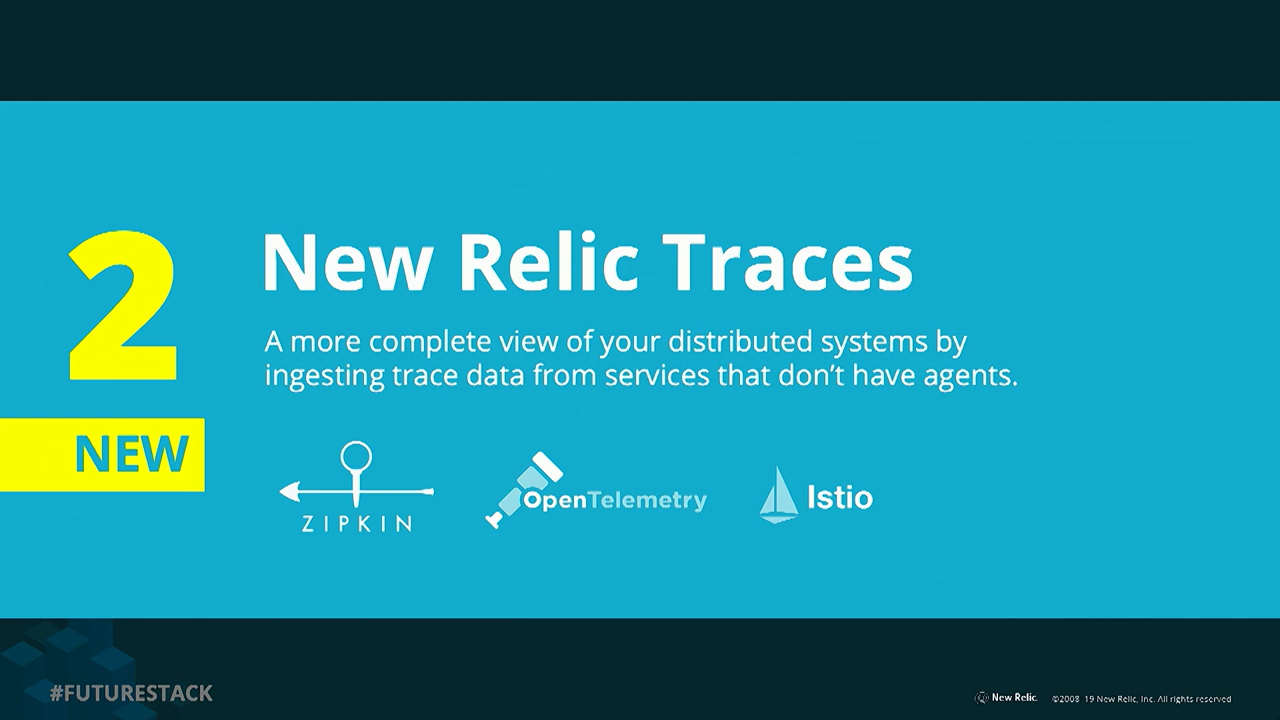 2
NEW
New Relic Traces
A more complete view of your distributed systems by
ingesting trace data from services that don’t have agents.
ZIPKIN
OpenTelemetry
Istio
#FUTURESTACK
New Relic.
©2008–19 New Relic, Inc. All rights reserved